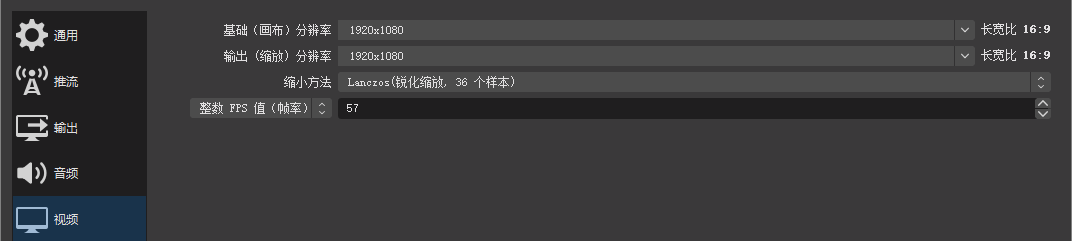 通用
推流
输出
音频
视频
基础（画布）分辨率 1920x1080 长宽比 16:9
输出（缩放）分辨率 1920x1080 长宽比 16:9
缩小方法 Lanczos(锐化缩放, 36 个样本)
整数 FPS 值（帧率） 57